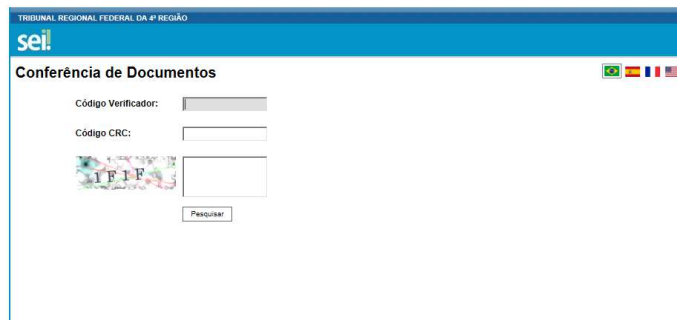 TRIBUNAL REGIONAL FEDERAL DA 4ª REGIÃO
sei!
Conferência de Documentos
Código Verificador:
Código CRC:
1F1F
Pesquisar